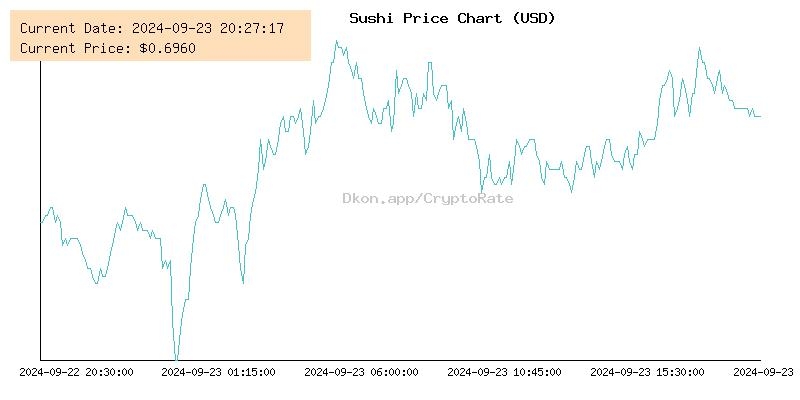 Sushi Price Chart (USD)
Current Date: 2024-09-23 20:27:17
Current Price: $0.6960
Dkon.app/CryptoRate
2024-09-22 20:30:00 2024-09-23 01:15:00 2024-09-23 06:00:00 2024-09-23 10:45:00 2024-09-23 15:30:00 2024-09-23